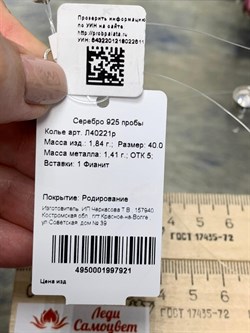 Проверить информацию
по УИН на сайте
http://probpalata.ru
Серебро 925 пробы
Колье арт. Л40221р
Масса изд.: 1,84 г.; Размер: 40.0
Масса металла: 1,41 г.; ОТК 5;
Вставки: 1 Фианит
Покрытие: Родирование
Изготовитель: ИП Черкасова Т.В., 157940
Костромская обл., пгт Красное-на-Волге
ул.Советская, дом № 39
4950001997921
Цена изд.
ГОСТ 17435-72
ГОСТ 17435-72
Леди
Самоцвет